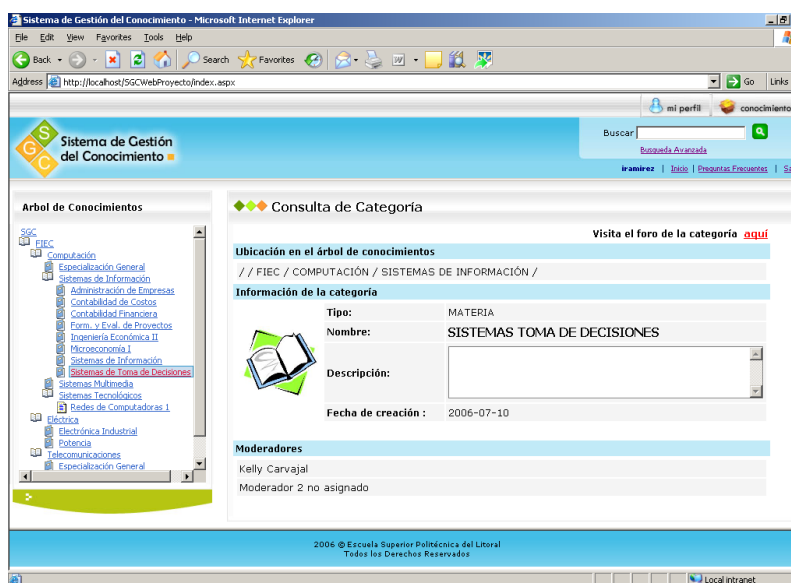 Sistema de Gestión del Conocimiento - Microsoft Internet Explorer
File Edit View Favorites Tools Help
Back Search Favorites
Address http://localhost/SGCWebProyecto/index.aspx Go Links
mi perfil conocimiento
SGC
Sistema de Gestión
del Conocimiento
Buscar
Busqueda Avanzada
iramirez | Inicio | Preguntas Frecuentes | Sa
Arbol de Conocimientos
SGC
FIEC
Computación
Especialización General
Sistemas de Información
Administración de Empresas
Contabilidad de Costos
Contabilidad Financiera
Form. y Eval. de Proyectos
Ingeniería Económica II
Microeconomía I
Sistemas de Información
Sistemas de Toma de Decisiones
Sistemas Multimedia
Sistemas Tecnológicos
Redes de Computadoras 1
Eléctrica
Electrónica Industrial
Potencia
Telecomunicaciones
Especialización General
Consulta de Categoría
Visita el foro de la categoría aquí
Ubicación en el árbol de conocimientos
/ / FIEC / COMPUTACIÓN / SISTEMAS DE INFORMACIÓN /
Información de la categoría
Tipo: MATERIA
Nombre: SISTEMAS TOMA DE DECISIONES
Descripción:
Fecha de creación : 2006-07-10
Moderadores
Kelly Carvajal
Moderador 2 no asignado
2006 © Escuela Superior Politécnica del Litoral
Todos los Derechos Reservados
Local intranet